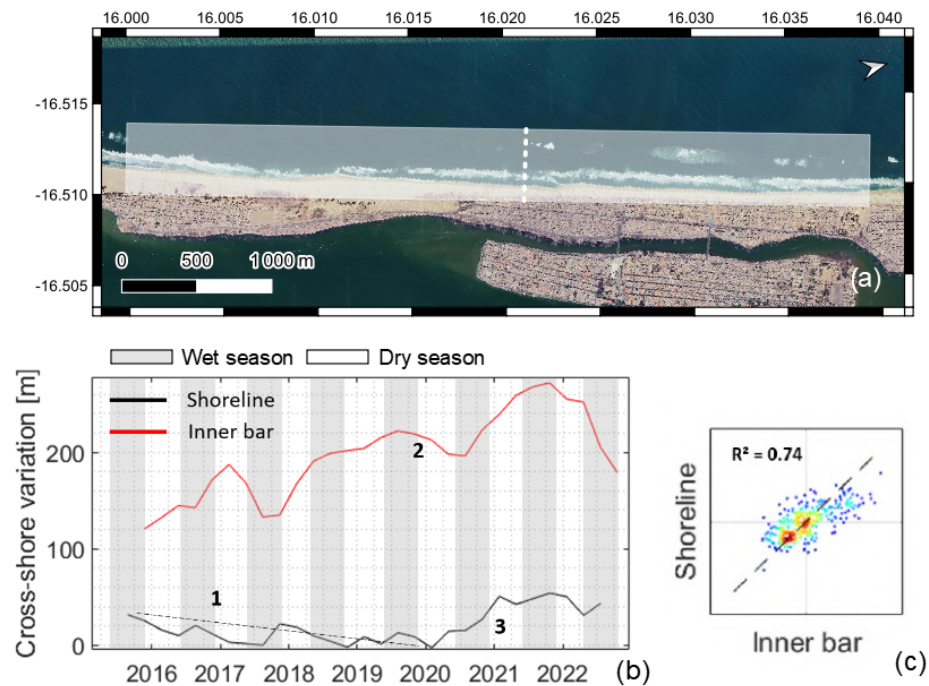 16.000 16.005 16.010 16.015 16.021 16.025 16.030 16.036 16.040
-16.515
-16.510
-16.505
0 500 1000 m
(a)
Wet season Dry season
Cross-shore variation [m]
200
100
0
Shoreline
Inner bar
1
2
3
2016 2017 2018 2019 2020 2021 2022
(b)
R² = 0.74
Shoreline
Inner bar
(c)